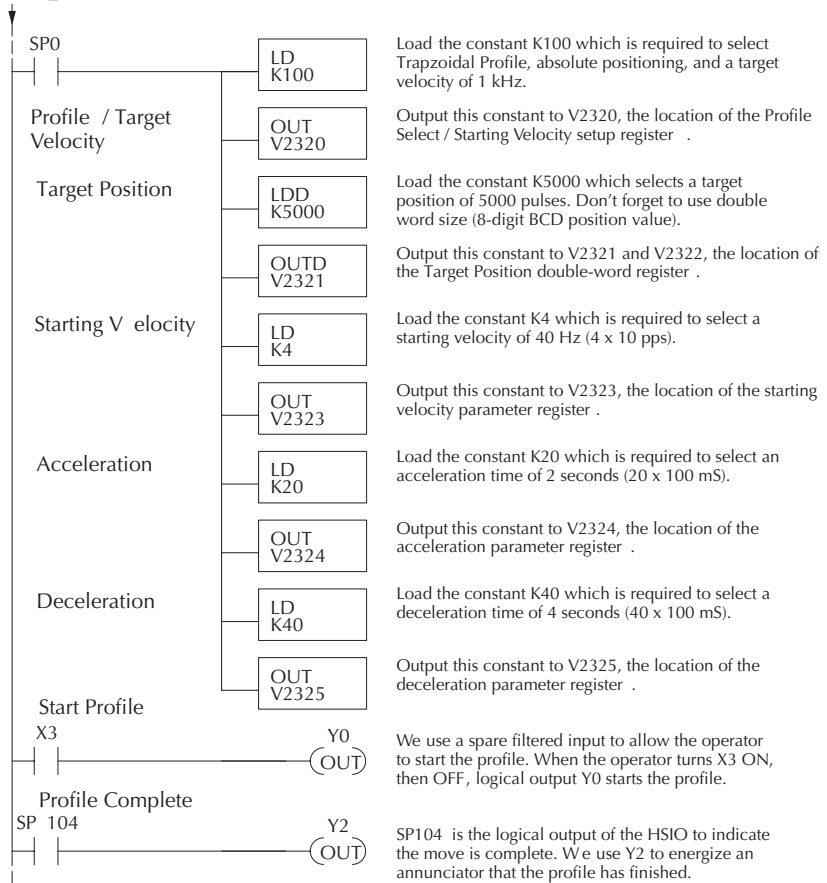 SP0
LD
K100
Load the constant K100 which is required to select
Trapzoidal Profile, absolute positioning, and a target
velocity of 1 kHz.
Profile / Target
Velocity
OUT
V2320
Output this constant to V2320, the location of the Profile
Select / Starting Velocity setup register .
Target Position
LDD
K5000
Load the constant K5000 which selects a target
position of 5000 pulses. Don't forget to use double
word size (8-digit BCD position value).
OUTD
V2321
Output this constant to V2321 and V2322, the location of
the Target Position double-word register .
Starting V elocity
LD
K4
Load the constant K4 which is required to select a
starting velocity of 40 Hz (4 x 10 pps).
OUT
V2323
Output this constant to V2323, the location of the starting
velocity parameter register .
Acceleration
LD
K20
Load the constant K20 which is required to select an
acceleration time of 2 seconds (20 x 100 mS).
OUT
V2324
Output this constant to V2324, the location of the
acceleration parameter register .
Deceleration
LD
K40
Load the constant K40 which is required to select a
deceleration time of 4 seconds (40 x 100 mS).
OUT
V2325
Output this constant to V2325, the location of the
deceleration parameter register .
Start Profile
X3
Y0
OUT
We use a spare filtered input to allow the operator
to start the profile. When the operator turns X3 ON,
then OFF, logical output Y0 starts the profile.
Profile Complete
SP 104
Y2
OUT
SP104 is the logical output of the HSIO to indicate
the move is complete. W e use Y2 to energize an
annunciator that the profile has finished.